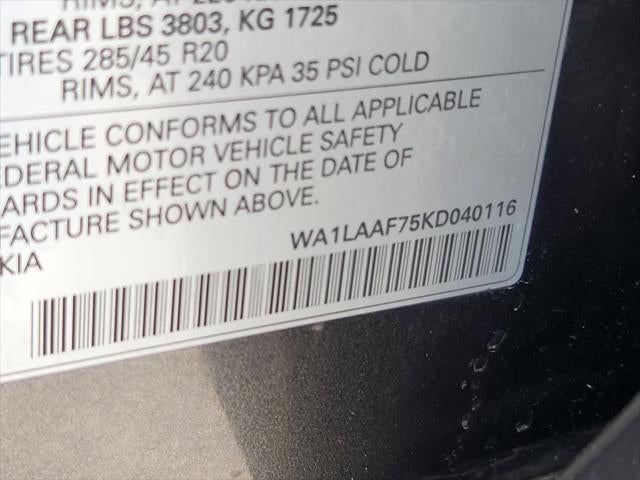 REAR LBS 3803, KG 1725
TIRES 285/45 R20
RIMS, AT 240 KPA 35 PSI COLD
EHICLE CONFORMS TO ALL APPLICABLE
EDERAL MOTOR VEHICLE SAFETY
ARDS IN EFFECT ON THE DATE OF
FACTURE SHOWN ABOVE.
WA1LAAF75KD040116
KIA